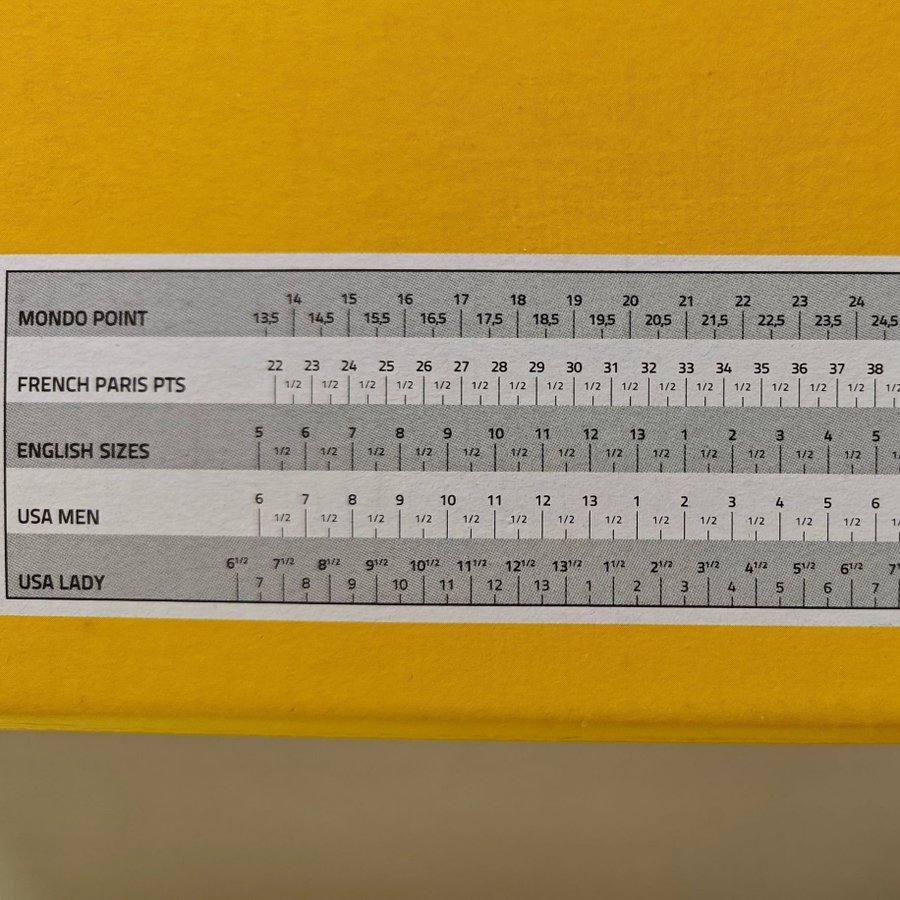 14 15 16 17 18 19 20 21 22 23 24
MONDO POINT 13,5 14,5 15,5 16,5 17,5 18,5 19,5 20,5 21,5 22,5 23,5 24,5
22 23 24 25 26 27 28 29 30 31 32 33 34 35 36 37 38
FRENCH PARIS PTS 1/2 1/2 1/2 1/2 1/2 1/2 1/2 1/2 1/2 1/2 1/2 1/2 1/2 1/2 1/2 1/2
5 6 7 8 9 10 11 12 13 1 2 3 4 5
ENGLISH SIZES 1/2 1/2 1/2 1/2 1/2 1/2 1/2 1/2 1/2 1/2 1/2 1/2 1/2
6 7 8 9 10 11 12 13 1 2 3 4 5 6
USA MEN 1/2 1/2 1/2 1/2 1/2 1/2 1/2 1/2 1/2 1/2 1/2 1/2 1/2
6 1/2 7 1/2 8 1/2 9 1/2 10 1/2 11 1/2 12 1/2 13 1/2 1 1/2 2 1/2 3 1/2 4 1/2 5 1/2 6 1/2
USA LADY 7 8 9 10 11 12 13 1 2 3 4 5 6 7